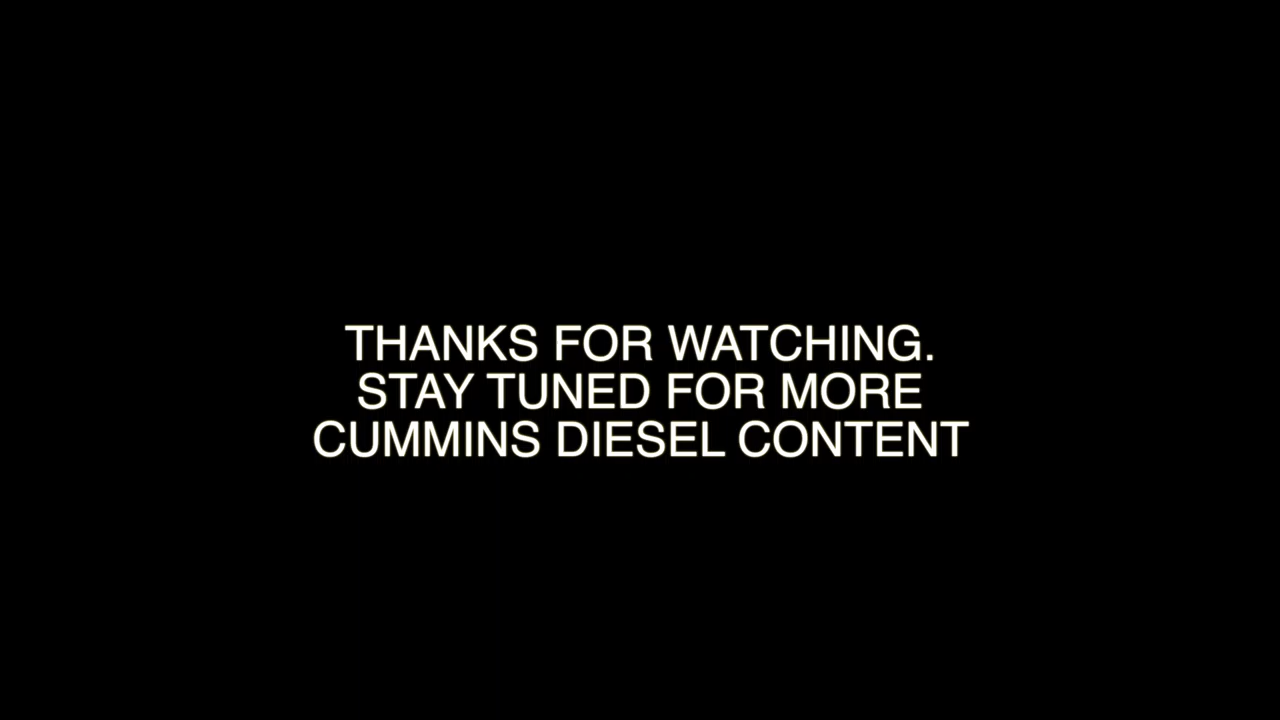 THANKS FOR WATCHING.
STAY TUNED FOR MORE
CUMMINS DIESEL CONTENT